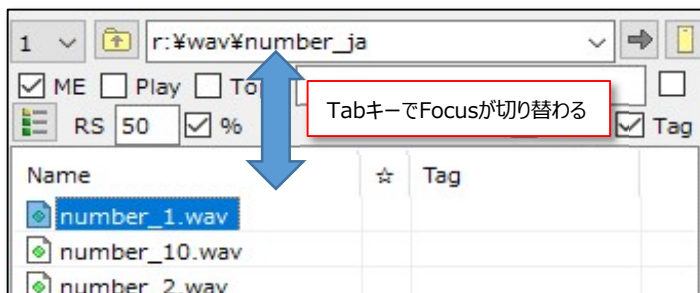 1 r:¥wav¥number_ja
ME Play To
TabキーでFocusが切り替わる
RS 50 % Tag
Name ☆ Tag
number_1.wav
number_10.wav
number_2.wav